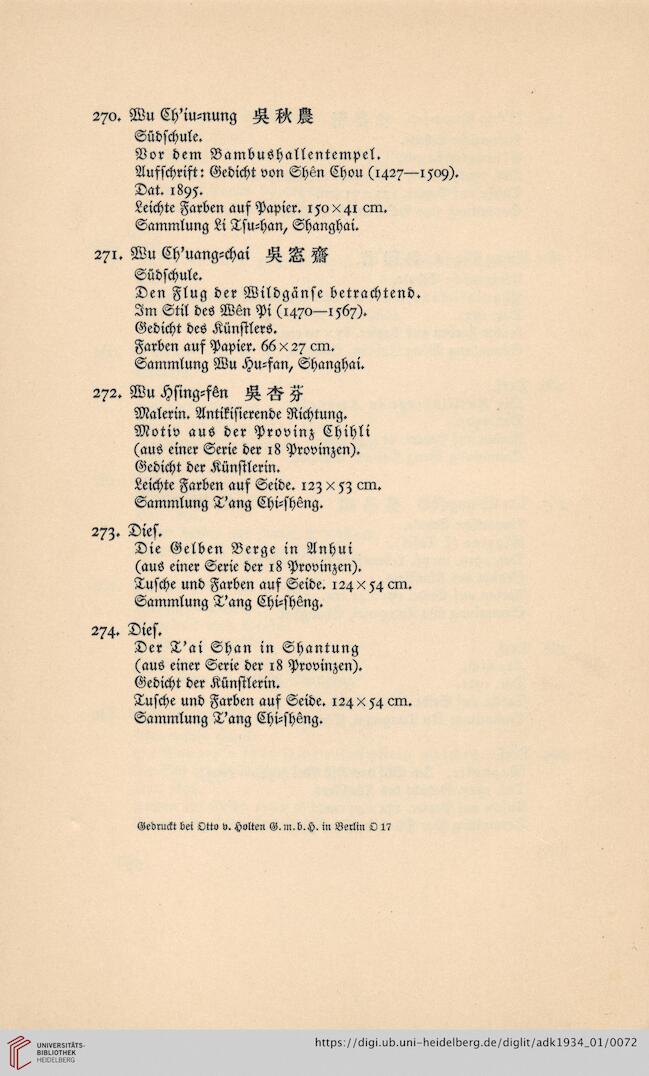 270. Wu Ch'iu-nung 吳秋農
Südschule.
Vor dem Bambushallentempel.
Aufschrift: Gedicht von Shên Chou (1427—1509).
Dat. 1895.
Leichte Farben auf Papier. 150×41 cm.
Sammlung Li Tsu-han, Shanghai.
271. Wu Ch'uang-chai 吳窓齋
Südschule.
Den Flug der Wildgänse betrachtend.
Im Stil des Wên Pi (1470—1567).
Gedicht des Künstlers.
Farben auf Papier. 66×27 cm.
Sammlung Wu Hu-fan, Shanghai.
272. Wu Hsing-fên 吳杏芬
Malerin. Antikisierende Richtung.
Motiv aus der Provinz Chihli
(aus einer Serie der 18 Provinzen).
Gedicht der Künstlerin.
Leichte Farben auf Seide. 123×53 cm.
Sammlung T'ang Chi-shêng.
273. Dies.
Die Gelben Berge in Anhui
(aus einer Serie der 18 Provinzen).
Tusche und Farben auf Seide. 124×54 cm.
Sammlung T'ang Chi-shêng.
274. Dies.
Der T'ai Shan in Shantung
(aus einer Serie der 18 Provinzen).
Gedicht der Künstlerin.
Tusche und Farben auf Seide. 124×54 cm.
Sammlung T'ang Chi-shêng.
Gedruckt bei Otto v. Holten G. m. b. H. in Berlin O 17
UNIVERSITÄTS-
BIBLIOTHEK
HEIDELBERG
https://digi.ub.uni-heidelberg.de/diglit/adk1934_01/0072